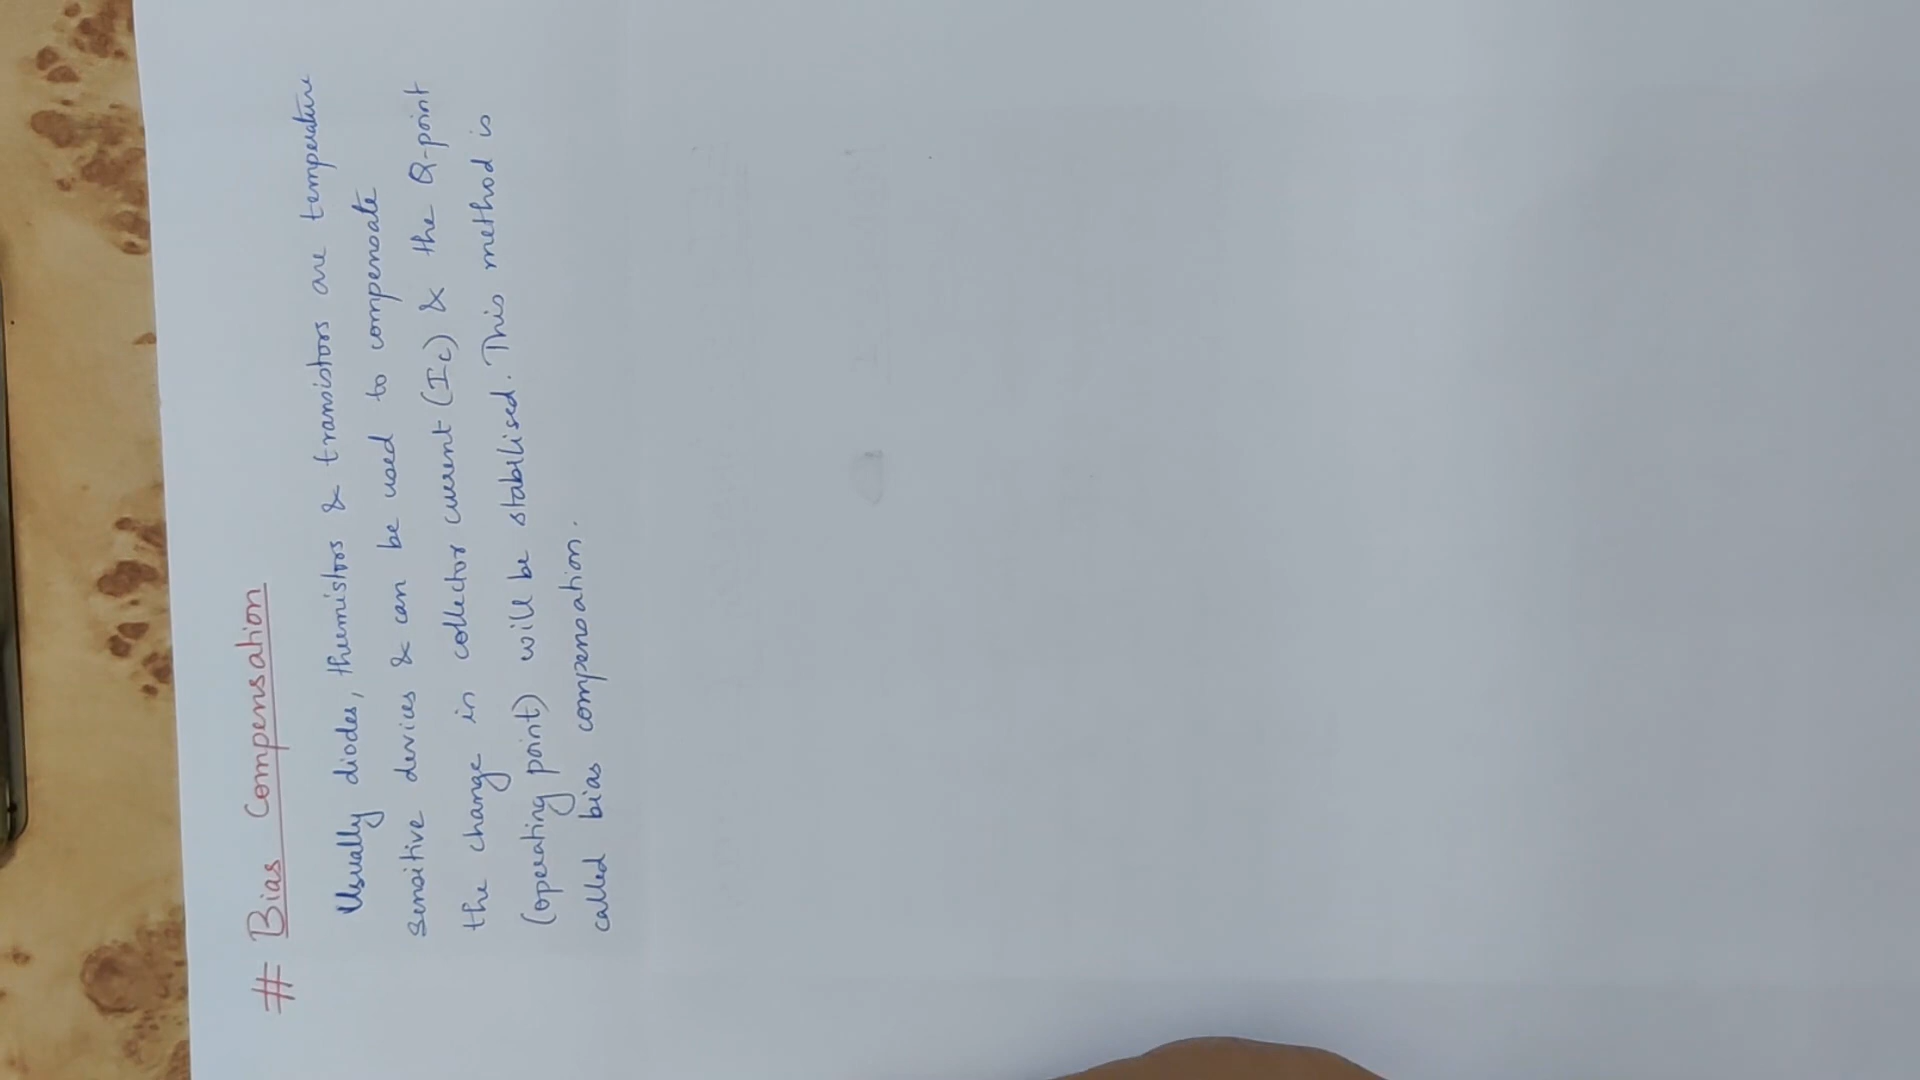 # Bias Compensation
Usually diodes, thermistors & transistors are temperature
sensitive devices & can be used to compensate
the change in collector current (Ic) & the Q-point
(operating point) will be stabilised. This method is
called bias compensation.